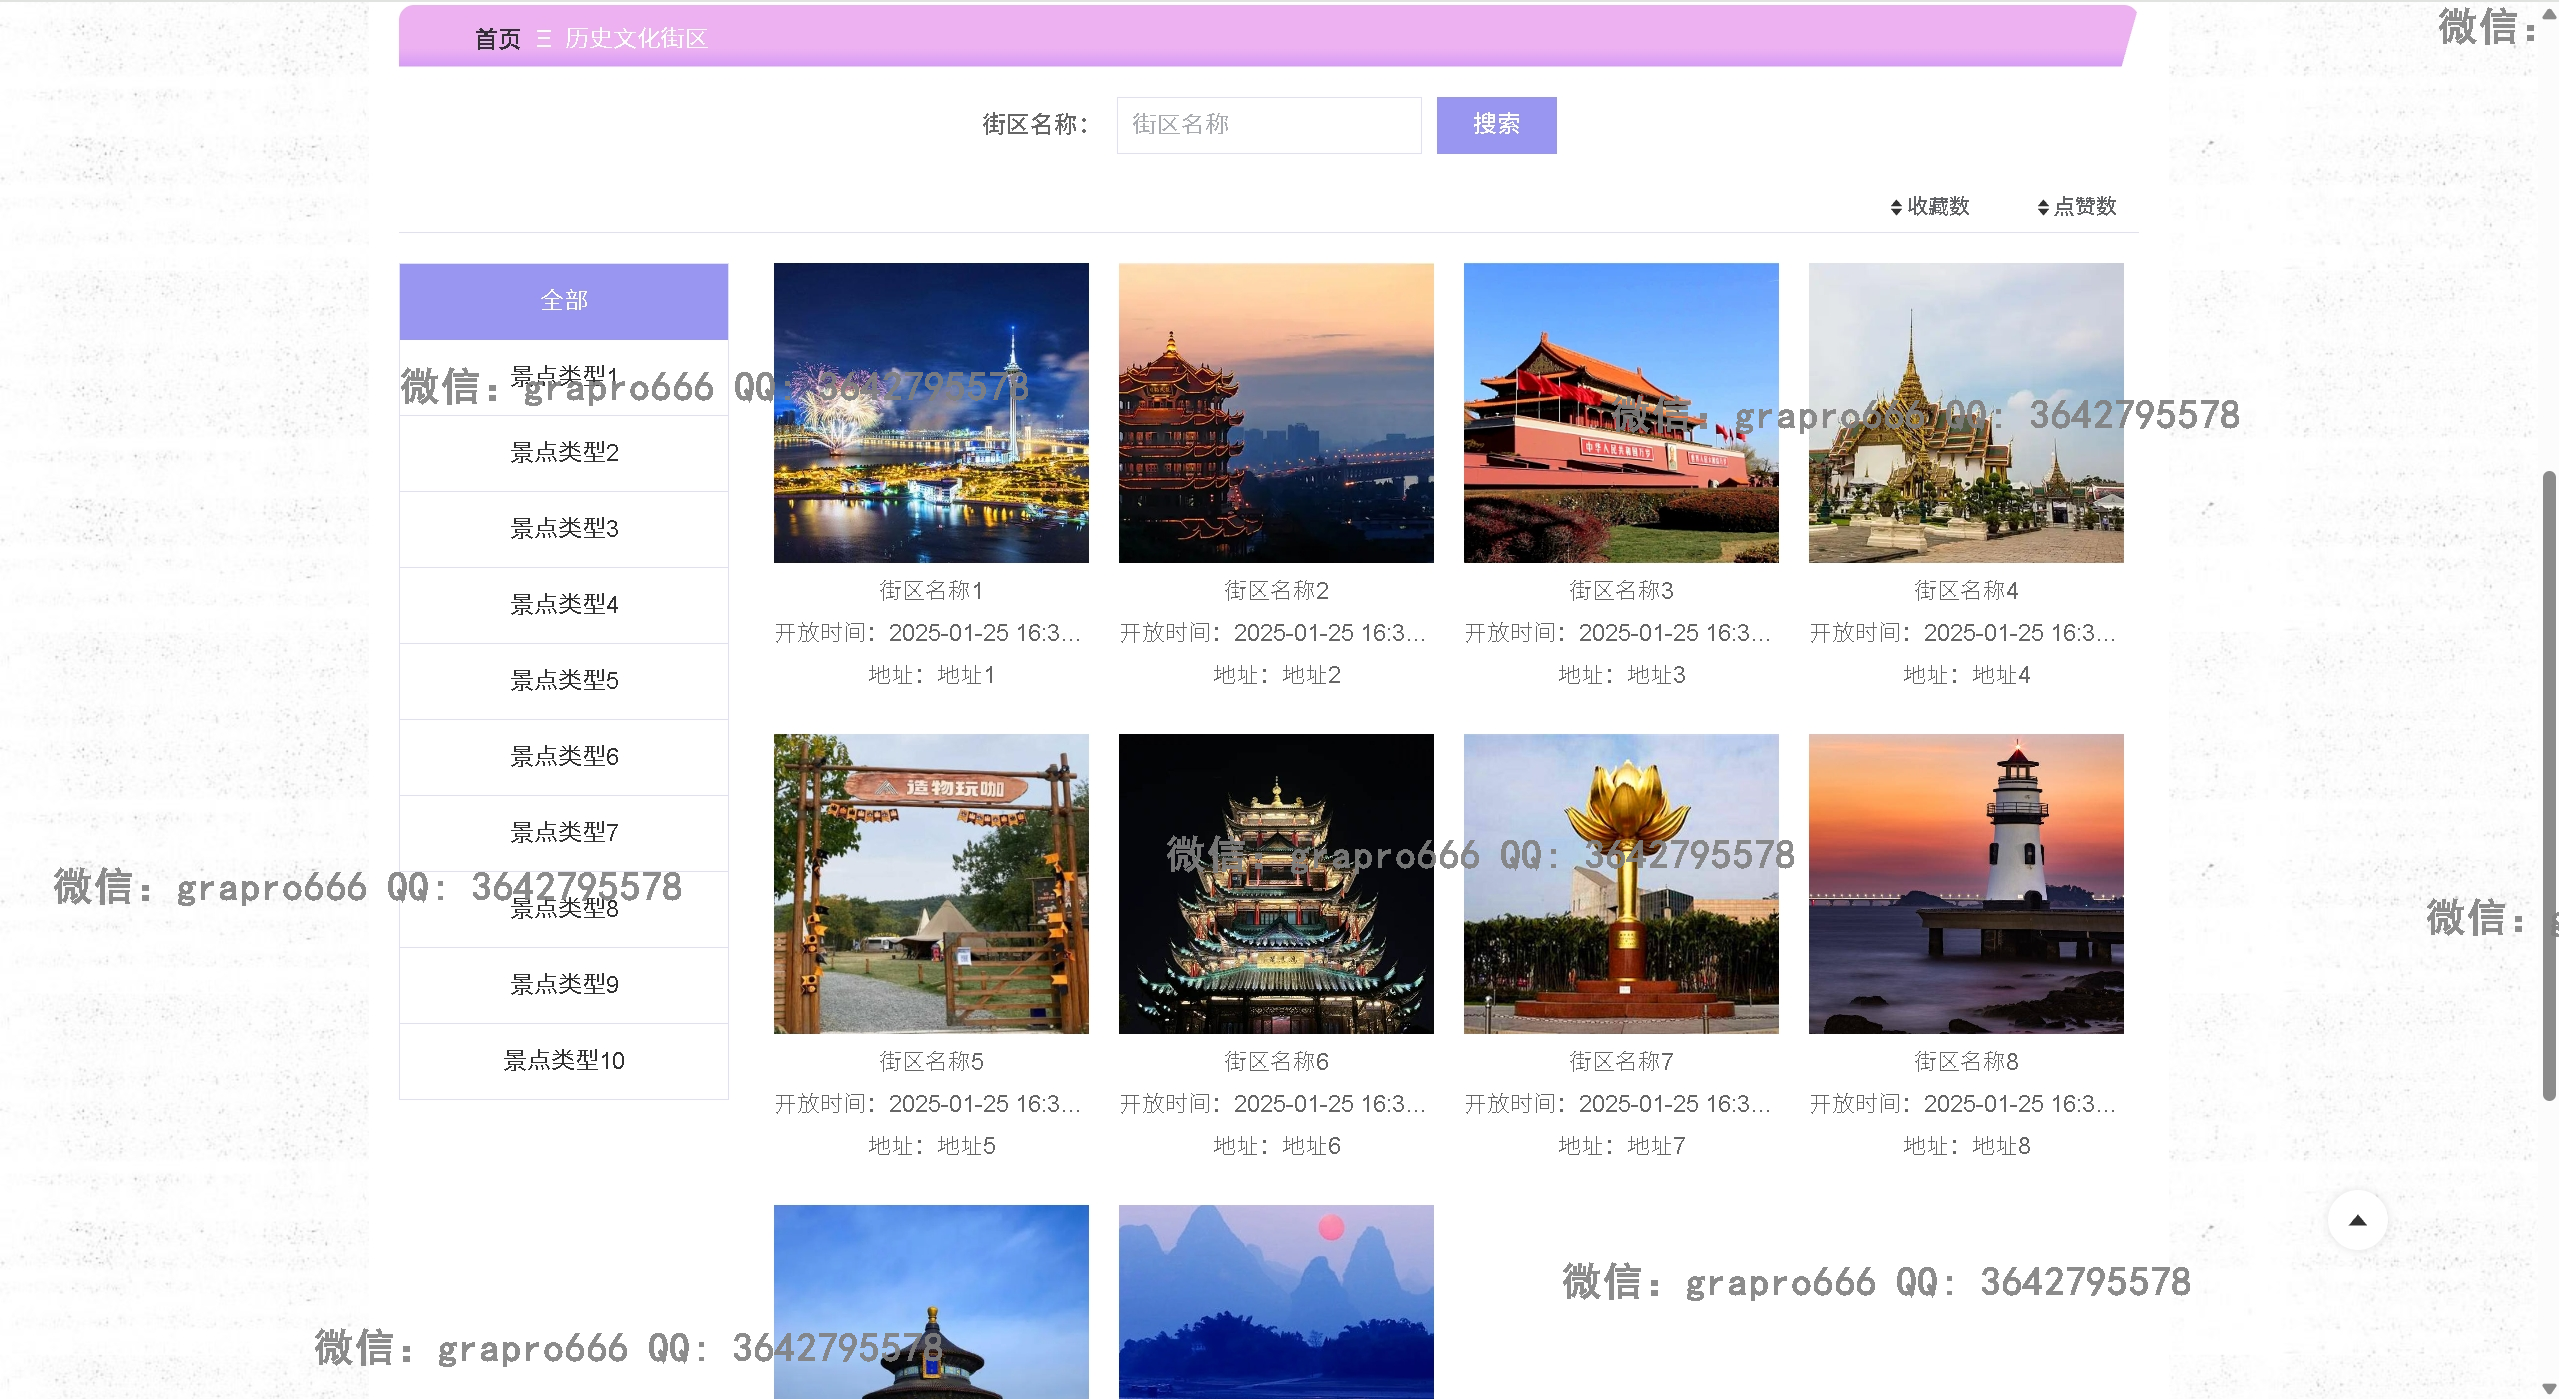 首页 Ξ 历史文化街区
微信：
街区名称：
街区名称
搜索
收藏数
点赞数
全部
景点类型1
景点类型2
景点类型3
景点类型4
景点类型5
景点类型6
景点类型7
景点类型8
景点类型9
景点类型10
微信：grapro666 QQ: 3642795578
微信：grapro666 QQ: 3642795578
中华人民共和国万岁
街区名称1
开放时间：2025-01-25 16:3...
地址：地址1
街区名称2
开放时间：2025-01-25 16:3...
地址：地址2
街区名称3
开放时间：2025-01-25 16:3...
地址：地址3
街区名称4
开放时间：2025-01-25 16:3...
地址：地址4
造物玩咖
微信：grapro666 QQ: 3642795578
微信：grapro666 QQ: 3642795578
微信：
街区名称5
开放时间：2025-01-25 16:3...
地址：地址5
街区名称6
开放时间：2025-01-25 16:3...
地址：地址6
街区名称7
开放时间：2025-01-25 16:3...
地址：地址7
街区名称8
开放时间：2025-01-25 16:3...
地址：地址8
微信：grapro666 QQ: 3642795578
微信：grapro666 QQ: 3642795578